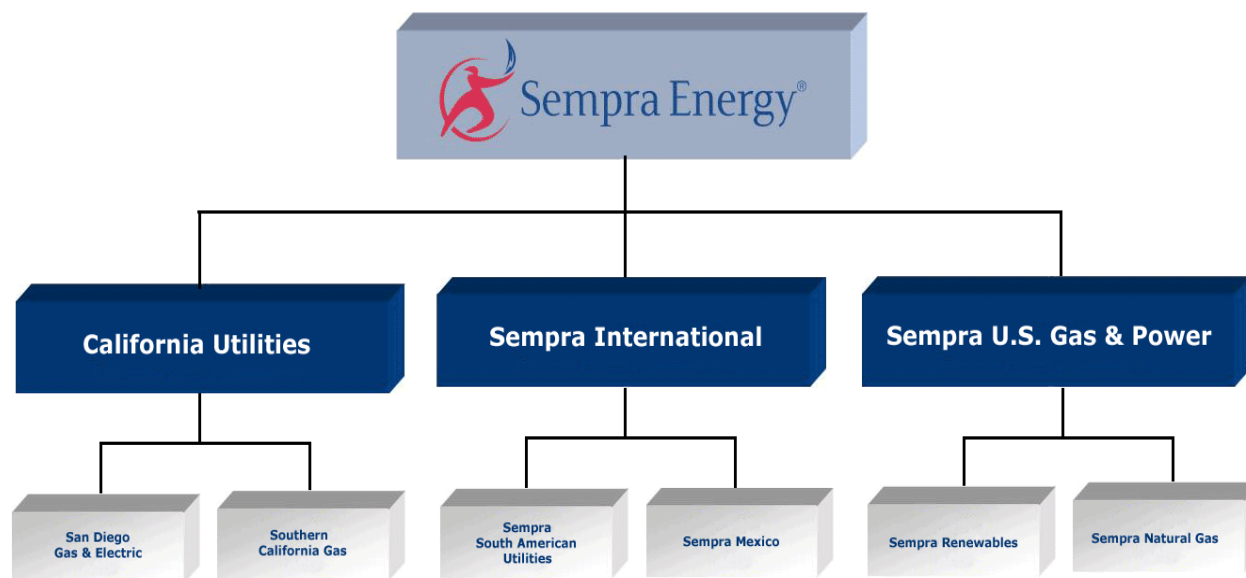 Sempra Energy®
California Utilities
Sempra International
Sempra U.S. Gas & Power
San Diego
Gas & Electric
Southern
California Gas
Sempra
South American
Utilities
Sempra Mexico
Sempra Renewables
Sempra Natural Gas